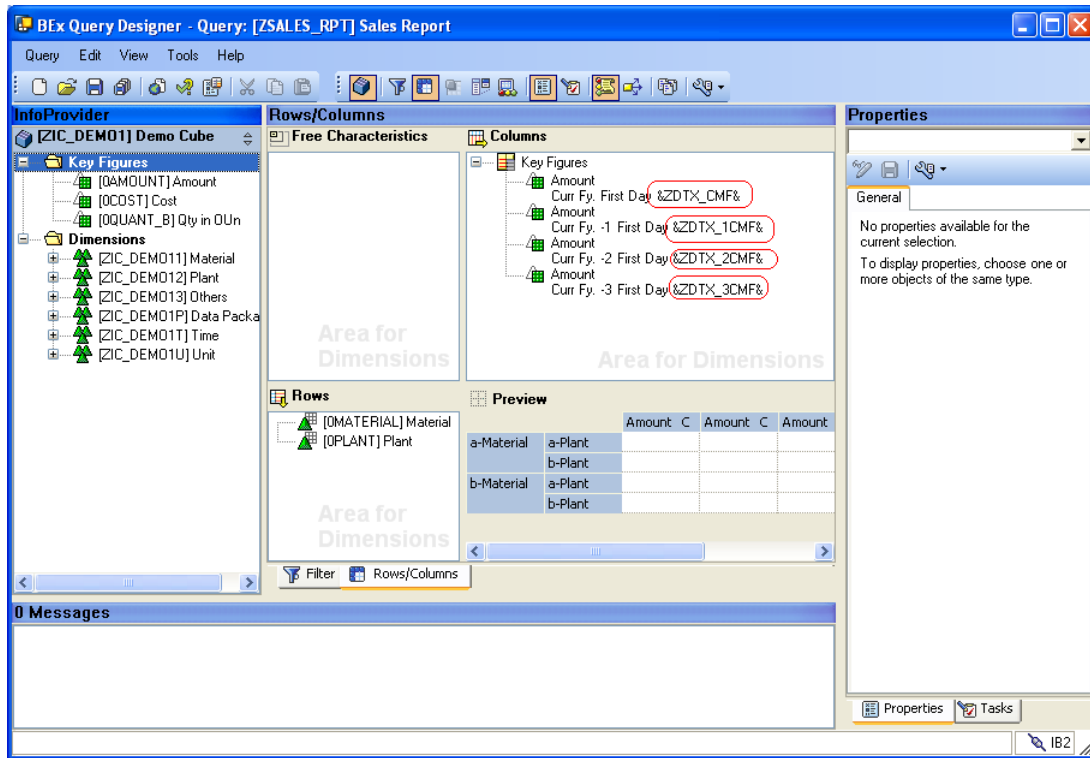 BEx Query Designer - Query: [ZSALES_RPT] Sales Report
Query Edit View Tools Help
InfoProvider
[ZIC_DEMO1] Demo Cube
Key Figures
[0AMOUNT] Amount
[0COST] Cost
[0QUANT_B] Qty in OUn
Dimensions
[ZIC_DEMO11] Material
[ZIC_DEMO12] Plant
[ZIC_DEMO13] Others
[ZIC_DEMO1P] Data Packa
[ZIC_DEMO1T] Time
[ZIC_DEMO1U] Unit
Rows/Columns
Free Characteristics
Area for
Dimensions
Columns
Key Figures
Amount
Curr Fy. First Day &ZDTX_CMF&
Amount
Curr Fy. -1 First Day &ZDTX_1CMF&
Amount
Curr Fy. -2 First Day &ZDTX_2CMF&
Amount
Curr Fy. -3 First Day &ZDTX_3CMF&
Area for Dimensions
Rows
[0MATERIAL] Material
[0PLANT] Plant
Area for
Dimensions
Preview
Amount C Amount C Amount
a-Material a-Plant
b-Plant
b-Material a-Plant
b-Plant
Filter Rows/Columns
Properties
General
No properties available for the
current selection.
To display properties, choose one or
more objects of the same type.
Properties Tasks
0 Messages
IB2